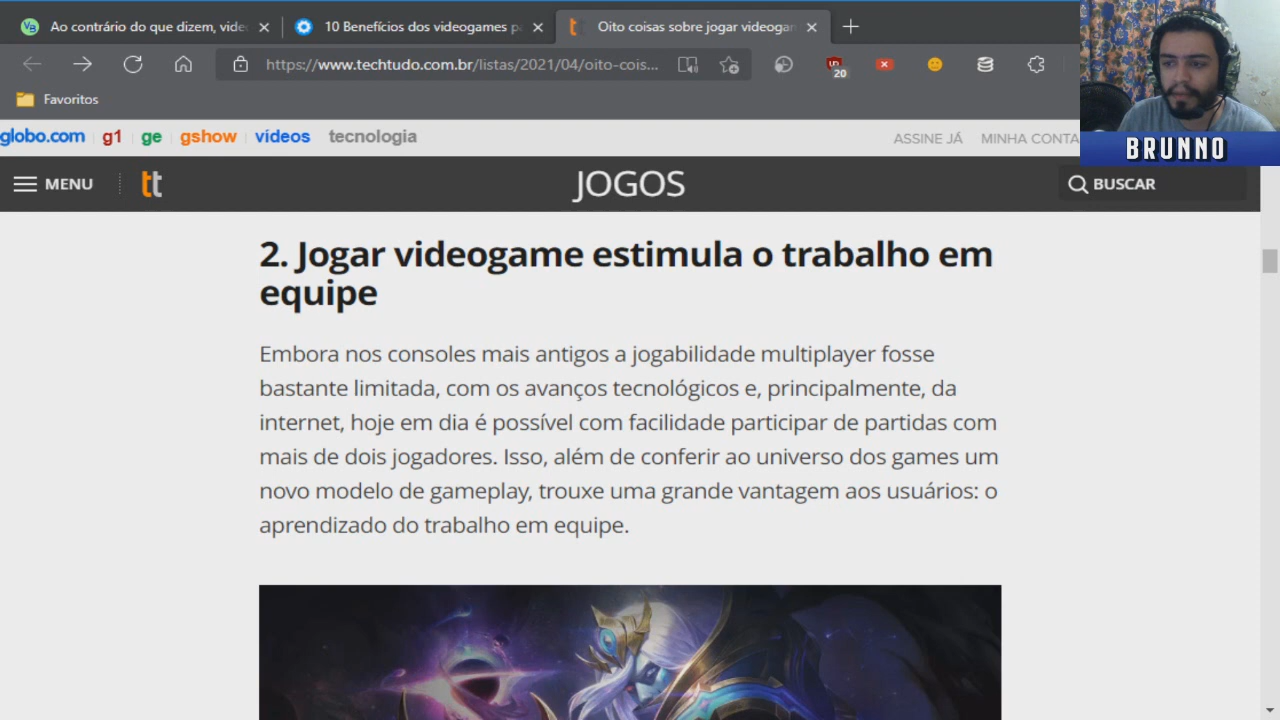 Ao contrário do que dizem, vide
10 Benefícios dos videogames p
Oito coisas sobre jogar videogan
https://www.techtudo.com.br/listas/2021/04/oito-cois...
20
Favoritos
globo.com g1 ge gshow vídeos tecnologia
ASSINE JÁ MINHA CONTA
BRUNNO
MENU tt JOGOS BUSCAR
2. Jogar videogame estimula o trabalho em
equipe
Embora nos consoles mais antigos a jogabilidade multiplayer fosse
bastante limitada, com os avanços tecnológicos e, principalmente, da
internet, hoje em dia é possível com facilidade participar de partidas com
mais de dois jogadores. Isso, além de conferir ao universo dos games um
novo modelo de gameplay, trouxe uma grande vantagem aos usuários: o
aprendizado do trabalho em equipe.